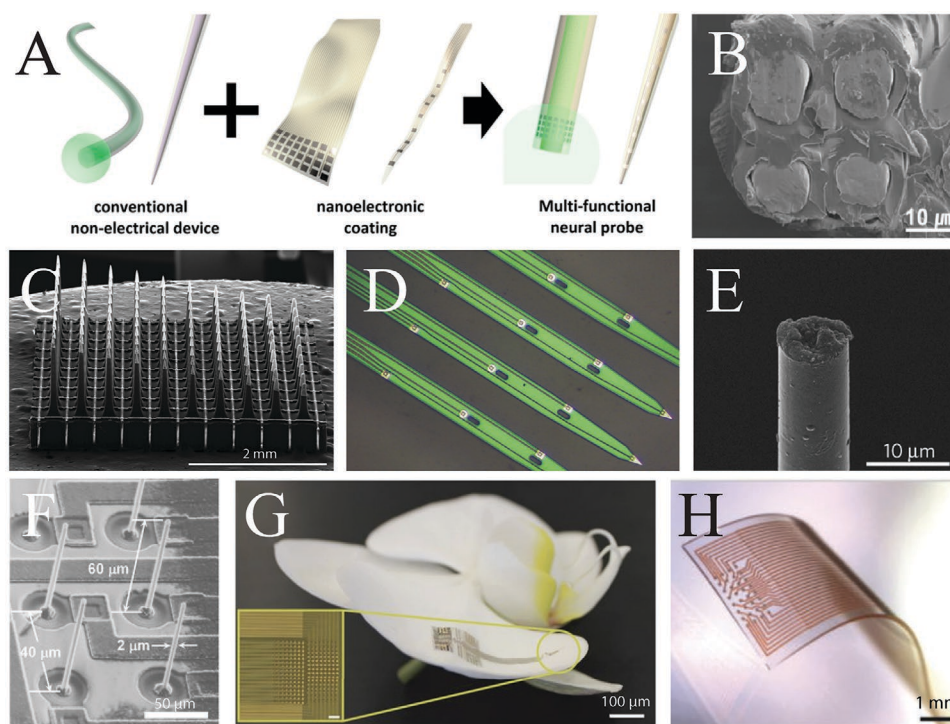 A
conventional
non-electrical device
nanoelectronic
coating
Multi-functional
neural probe
B
10 μm
C
2 mm
D
E
10 μm
F
60 μm
40 μm
2 μm
50 μm
G
100 μm
H
1 mm